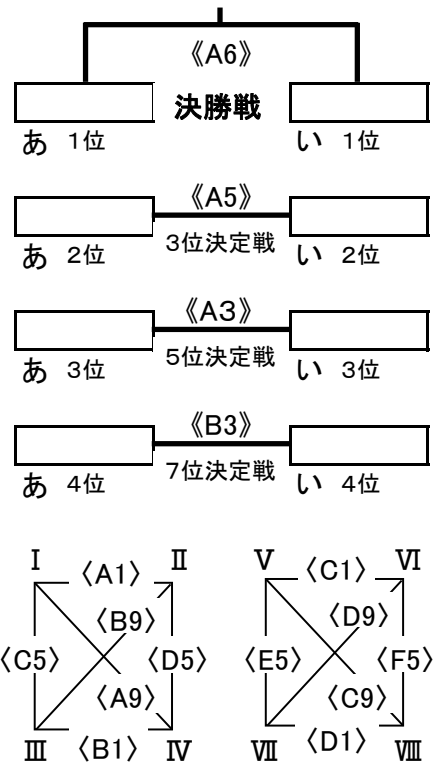 《A6》
決勝戦
あ 1位 い 1位
《A5》
3位決定戦
あ 2位 い 2位
《A3》
5位決定戦
あ 3位 い 3位
《B3》
7位決定戦
あ 4位 い 4位
Ⅰ 〈A1〉 Ⅱ Ⅴ 〈C1〉 Ⅵ
〈B9〉 〈D9〉
〈C5〉 〈D5〉 〈E5〉 〈F5〉
〈A9〉 〈C9〉
Ⅲ 〈B1〉 Ⅳ Ⅶ 〈D1〉 Ⅷ